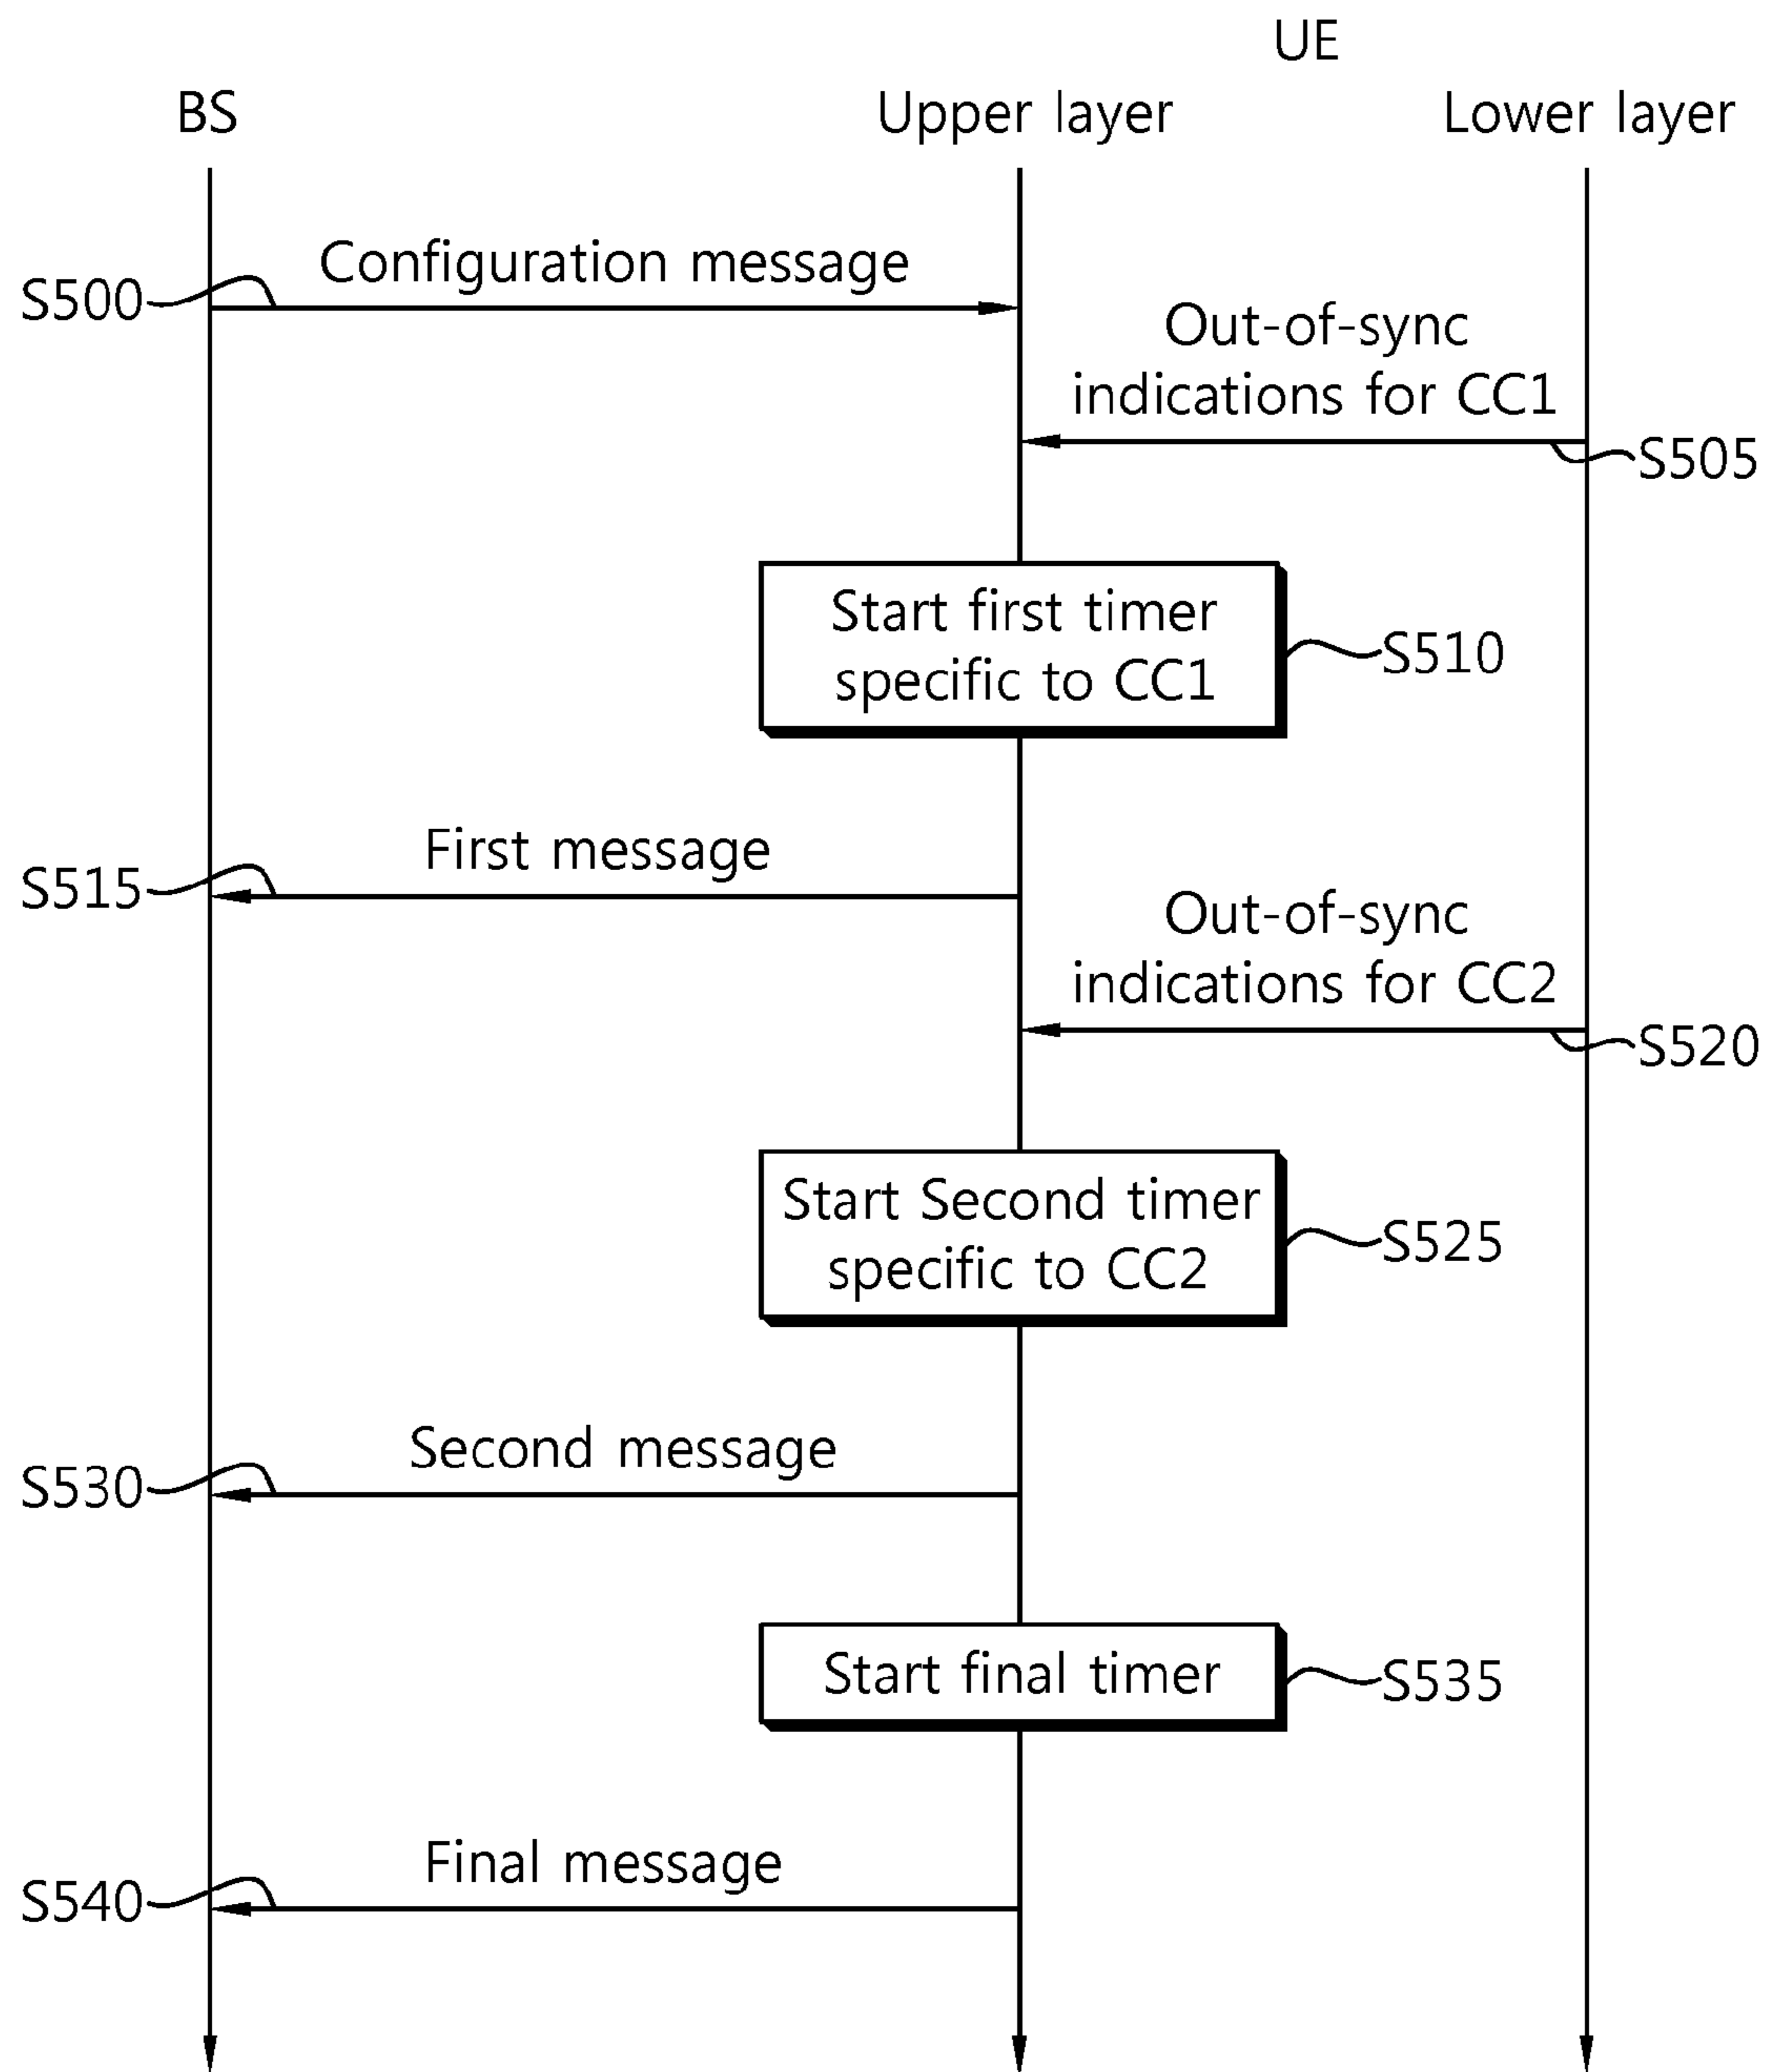 UE
BS
Upper layer
Lower layer
Configuration message
S500
Out-of-sync
indications for CC1
S505
Start first timer
specific to CC1
S510
First message
S515
Out-of-sync
indications for CC2
S520
Start Second timer
specific to CC2
S525
Second message
S530
Start final timer
S535
Final message
S540